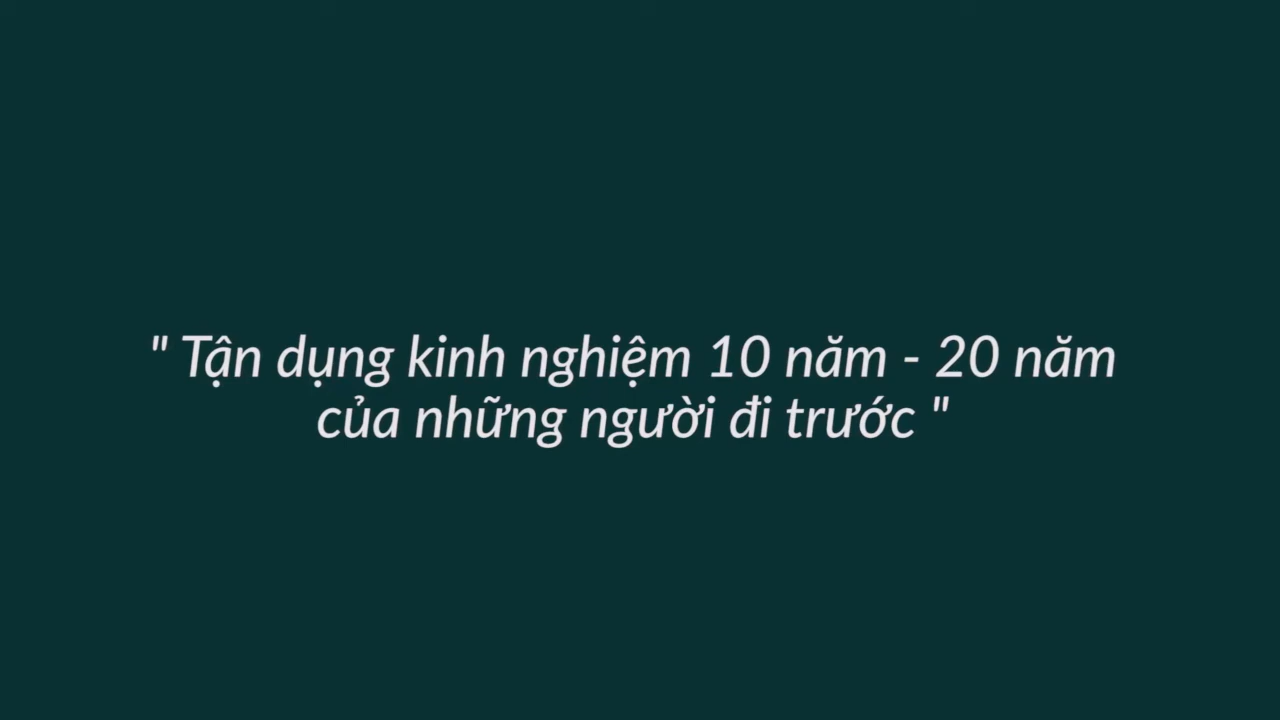 " Tận dụng kinh nghiệm 10 năm - 20 năm
của những người đi trước "